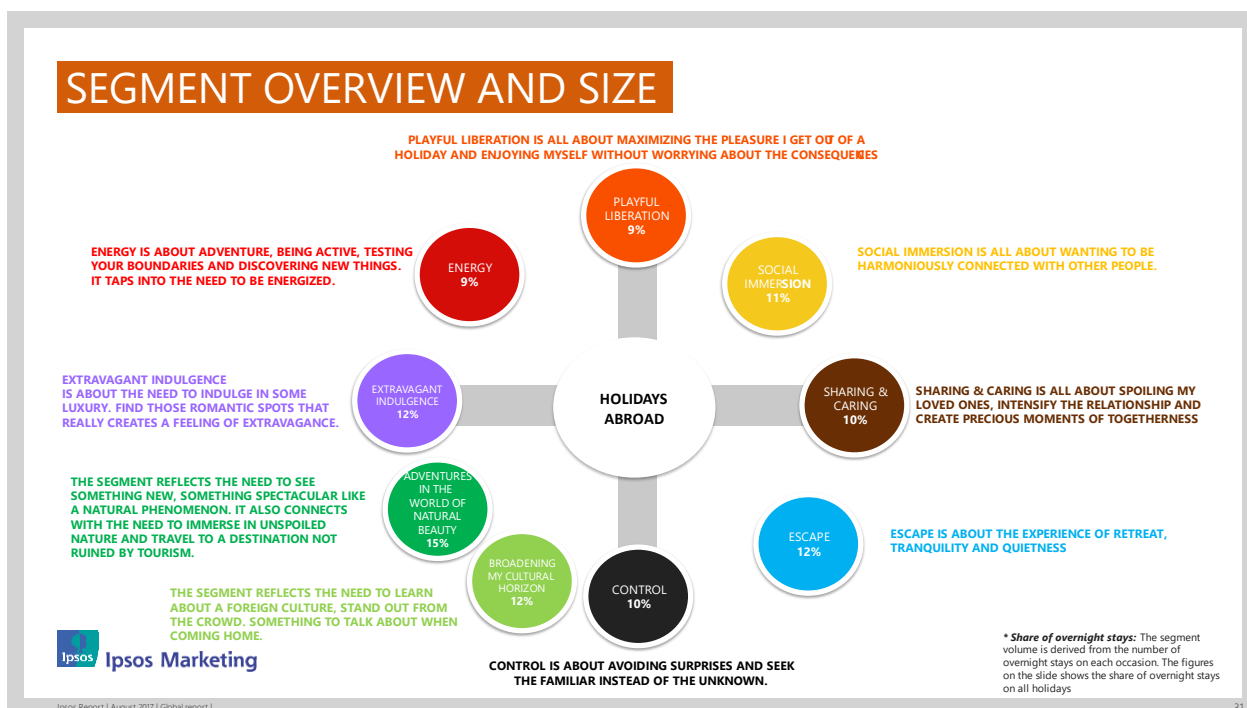 SEGMENT OVERVIEW AND SIZE
PLAYFUL LIBERATION IS ALL ABOUT MAXIMIZING THE PLEASURE I GET OUT OF A
HOLIDAY AND ENJOYING MYSELF WITHOUT WORRYING ABOUT THE CONSEQUENCES
PLAYFUL
LIBERATION
9%
ENERGY IS ABOUT ADVENTURE, BEING ACTIVE, TESTING
YOUR BOUNDARIES AND DISCOVERING NEW THINGS.
IT TAPS INTO THE NEED TO BE ENERGIZED.
ENERGY
9%
SOCIAL
IMMERSION
11%
SOCIAL IMMERSION IS ALL ABOUT WANTING TO BE
HARMONIOUSLY CONNECTED WITH OTHER PEOPLE.
EXTRAVAGANT INDULGENCE
IS ABOUT THE NEED TO INDULGE IN SOME
LUXURY. FIND THOSE ROMANTIC SPOTS THAT
REALLY CREATES A FEELING OF EXTRAVAGANCE.
EXTRAVAGANT
INDULGENCE
12%
HOLIDAYS
ABROAD
SHARING &
CARING
10%
SHARING & CARING IS ALL ABOUT SPOILING MY
LOVED ONES, INTENSIFY THE RELATIONSHIP AND
CREATE PRECIOUS MOMENTS OF TOGETHERNESS
THE SEGMENT REFLECTS THE NEED TO SEE
SOMETHING NEW, SOMETHING SPECTACULAR LIKE
A NATURAL PHENOMENON. IT ALSO CONNECTS
WITH THE NEED TO IMMERSE IN UNSPOILED
NATURE AND TRAVEL TO A DESTINATION NOT
RUINED BY TOURISM.
ADVENTURES
IN THE
WORLD OF
NATURAL
BEAUTY
15%
ESCAPE
12%
ESCAPE IS ABOUT THE EXPERIENCE OF RETREAT,
TRANQUILITY AND QUIETNESS
BROADENING
MY CULTURAL
HORIZON
12%
CONTROL
10%
THE SEGMENT REFLECTS THE NEED TO LEARN
ABOUT A FOREIGN CULTURE, STAND OUT FROM
THE CROWD. SOMETHING TO TALK ABOUT WHEN
COMING HOME.
Ipsos
Ipsos Marketing
CONTROL IS ABOUT AVOIDING SURPRISES AND SEEK
THE FAMILIAR INSTEAD OF THE UNKNOWN.
* Share of overnight stays: The segment
volume is derived from the number of
overnight stays on each occasion. The figures
on the slide shows the share of overnight stays
on all holidays
Ipsos Report | August 2017 | Global report |
31